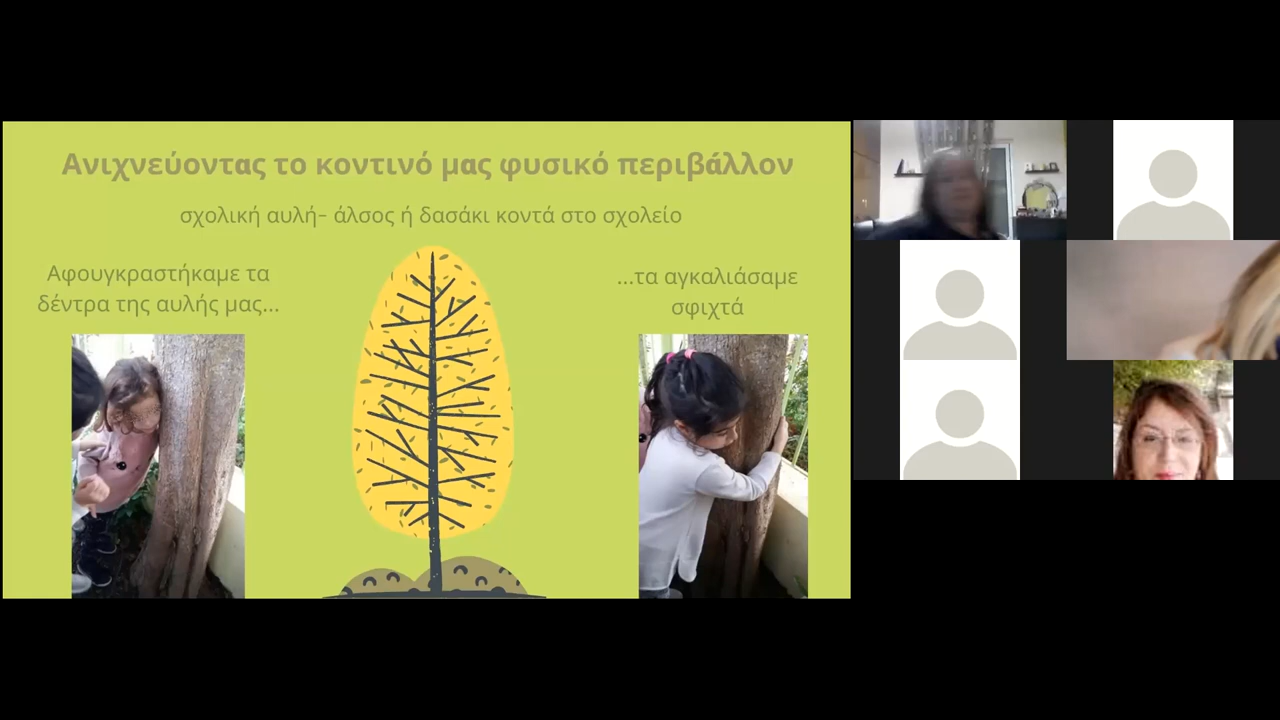 Ανιχνεύοντας το κοντινό μας φυσικό περιβάλλον
σχολική αυλή– άλσος ή δασάκι κοντά στο σχολείο
Αφουγκραστήκαμε τα
δέντρα της αυλής μας...
...τα αγκαλιάσαμε
σφιχτά